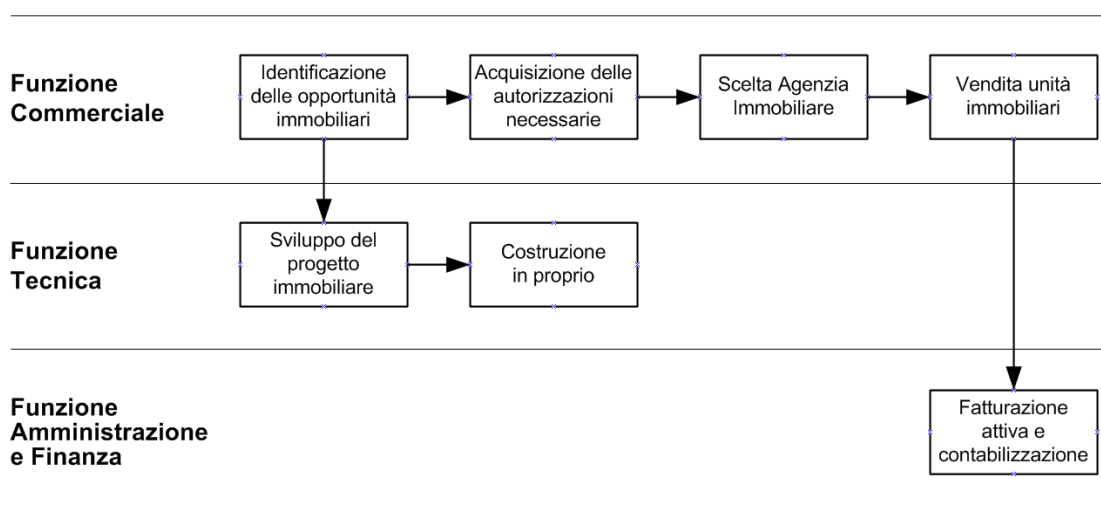 Funzione
Commerciale
Identificazione
delle opportunità
immobiliari
Acquisizione delle
autorizzazioni
necessarie
Scelta Agenzia
Immobiliare
Vendita unità
immobiliari
Funzione
Tecnica
Sviluppo del
progetto
immobiliare
Costruzione
in proprio
Funzione
Amministrazione
e Finanza
Fatturazione
attiva e
contabilizzazione